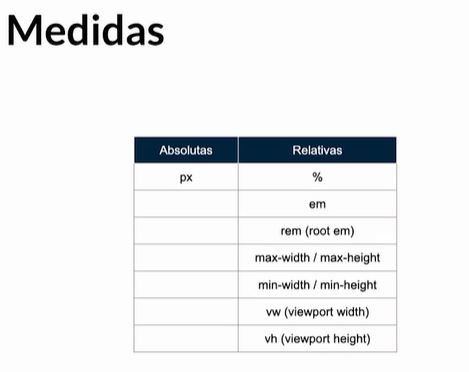 Medidas
Absolutas Relativas
px %
em
rem (root em)
max-width / max-height
min-width / min-height
vw (viewport width)
vh (viewport height)